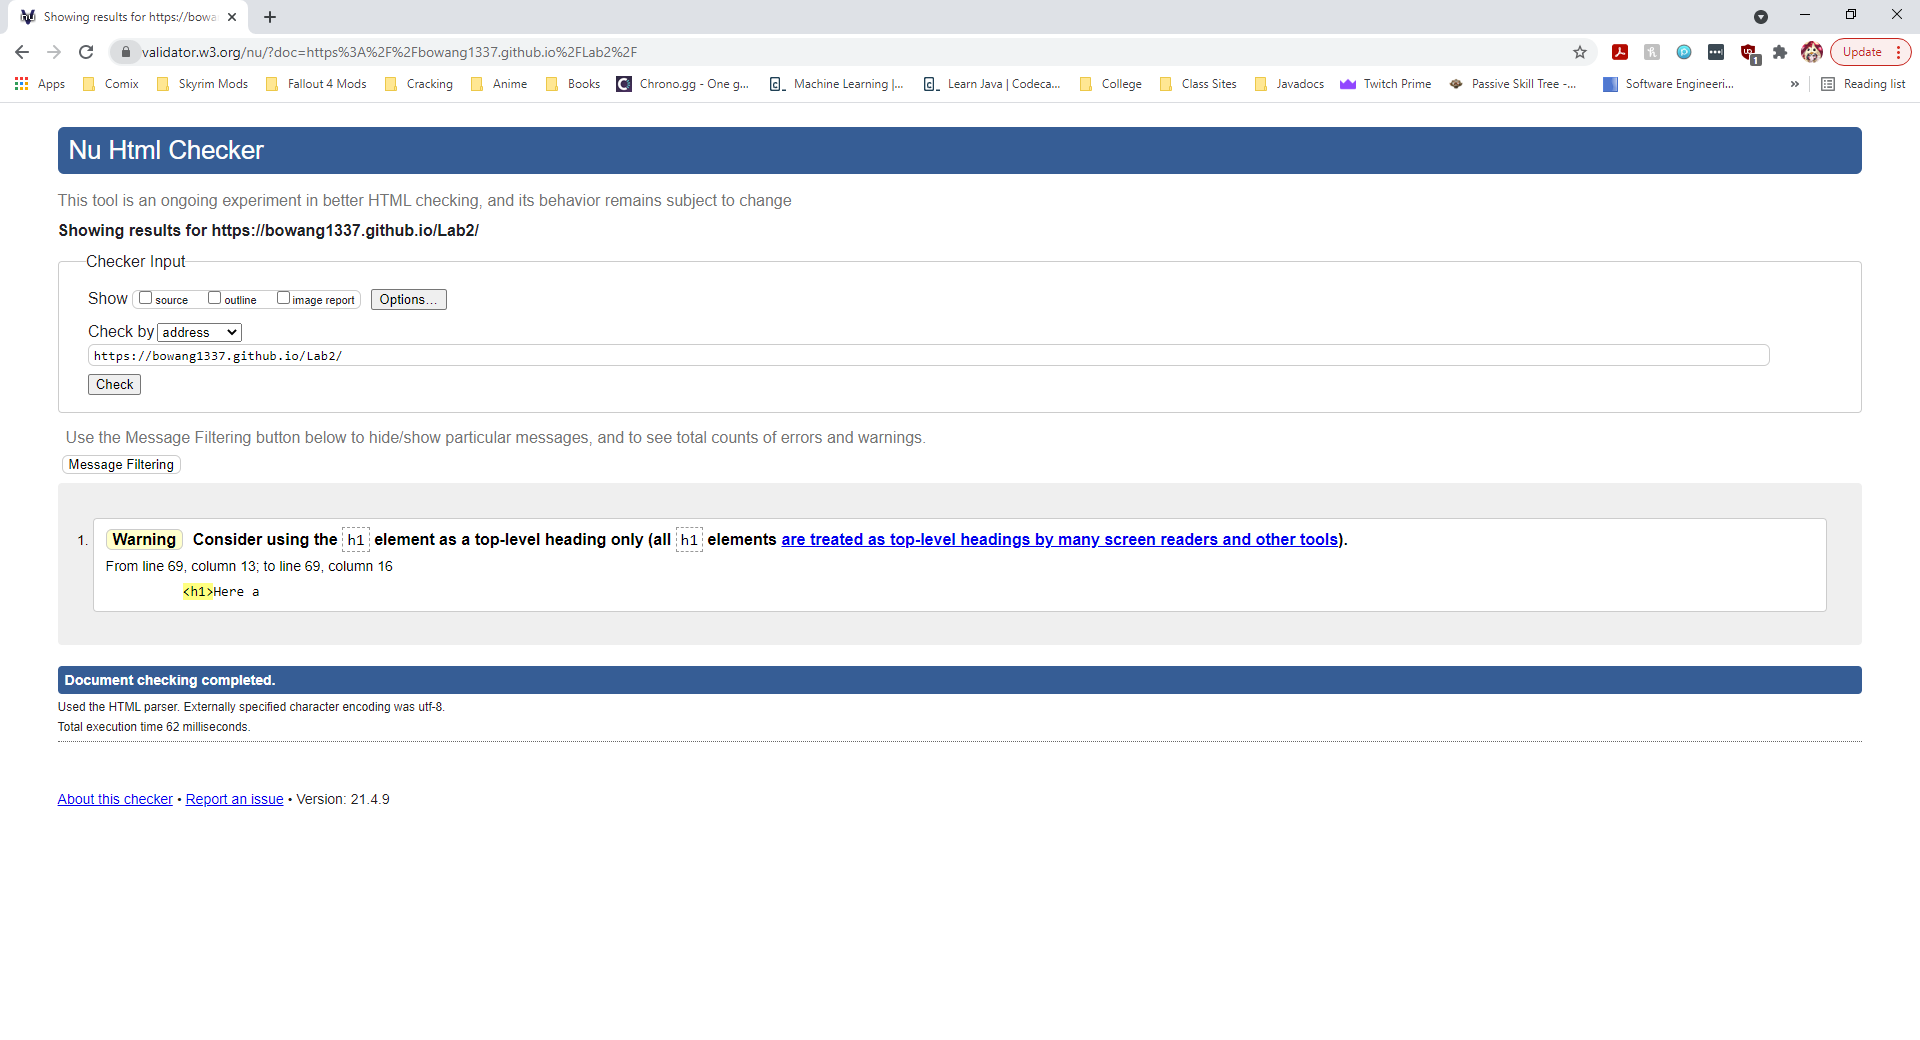 Showing results for https://bowa
validator.w3.org/nu/?doc=https%3A%2F%2Fbowang1337.github.io%2FLab2%2F
1
Update
Apps Comix Skyrim Mods Fallout 4 Mods Cracking Anime Books Chrono.gg - One g... Machine Learning |... Learn Java | Codeca... College Class Sites Javadocs Twitch Prime Passive Skill Tree -... Software Engineeri... » Reading list
Nu Html Checker
This tool is an ongoing experiment in better HTML checking, and its behavior remains subject to change
Showing results for https://bowang1337.github.io/Lab2/
Checker Input
Show source outline image report Options...
Check by address
https://bowang1337.github.io/Lab2/
Check
Use the Message Filtering button below to hide/show particular messages, and to see total counts of errors and warnings.
Message Filtering
1. Warning Consider using the h1 element as a top-level heading only (all h1 elements are treated as top-level headings by many screen readers and other tools).
From line 69, column 13; to line 69, column 16
<h1>Here a
Document checking completed.
Used the HTML parser. Externally specified character encoding was utf-8.
Total execution time 62 milliseconds.
About this checker • Report an issue • Version: 21.4.9